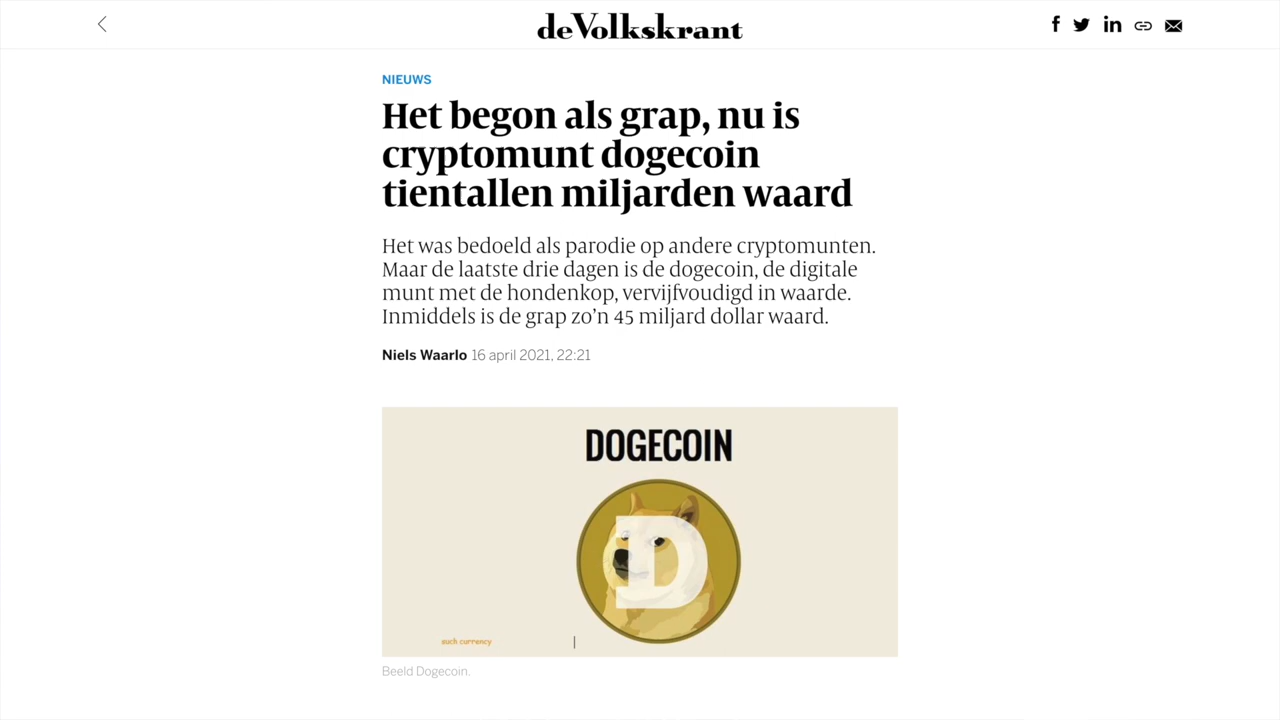 deVolkskrant
NIEUWS
Het begon als grap, nu is
cryptomunt dogecoin
tientallen miljarden waard
Het was bedoeld als parodie op andere cryptomunten.
Maar de laatste drie dagen is de dogecoin, de digitale
munt met de hondenkop, vervijfvoudigd in waarde.
Inmiddels is de grap zo’n 45 miljard dollar waard.
Niels Waarlo 16 april 2021, 22:21
DOGECOIN
D
such currency
Beeld Dogecoin.